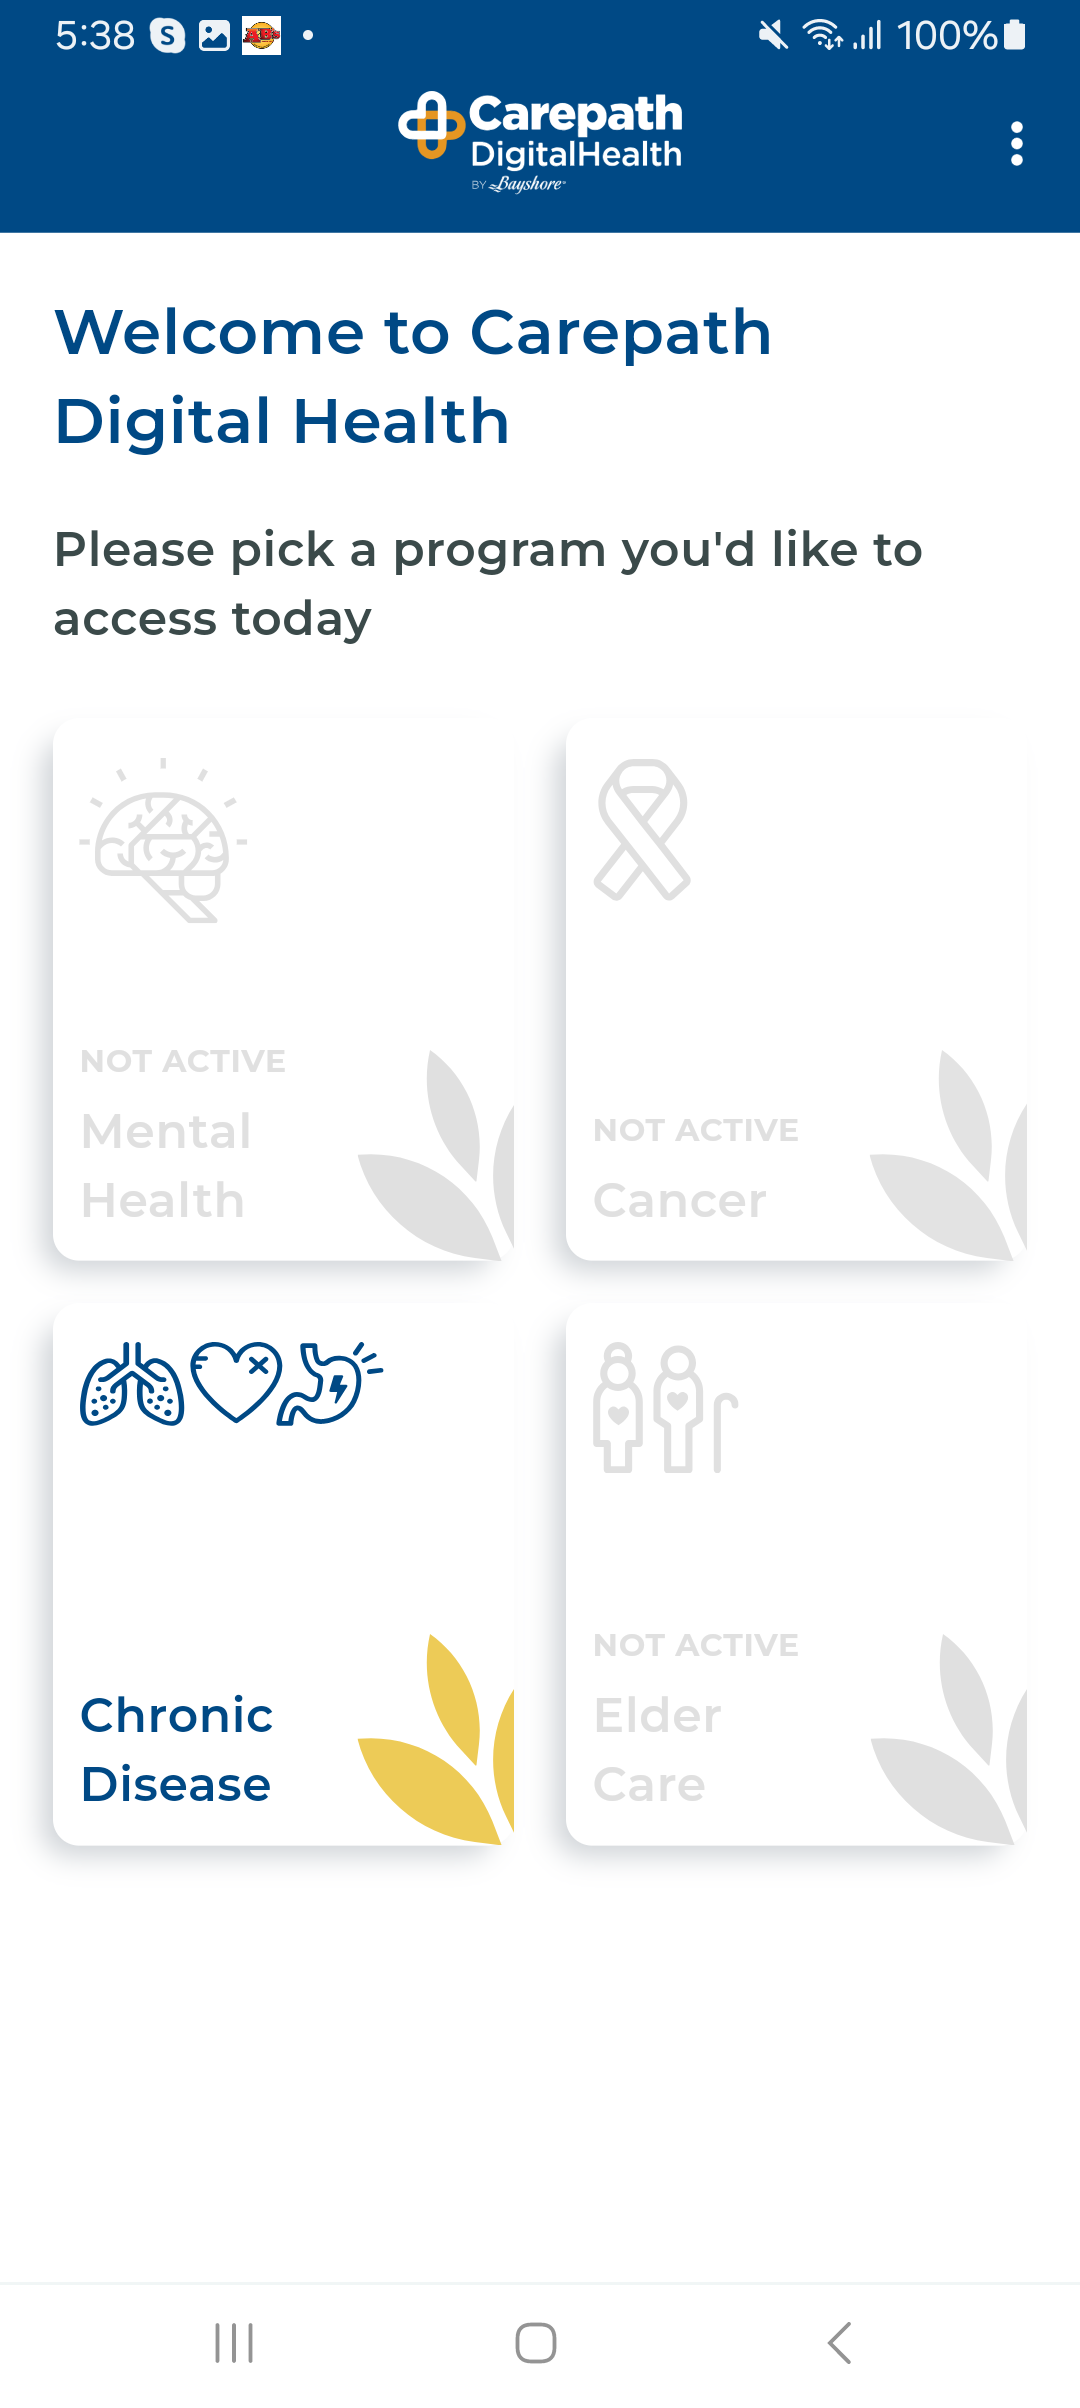 5:38
100%
Carepath
DigitalHealth
BY Bayshore
Welcome to Carepath
Digital Health
Please pick a program you'd like to
access today
NOT ACTIVE
Mental
Health
NOT ACTIVE
Cancer
Chronic
Disease
NOT ACTIVE
Elder
Care